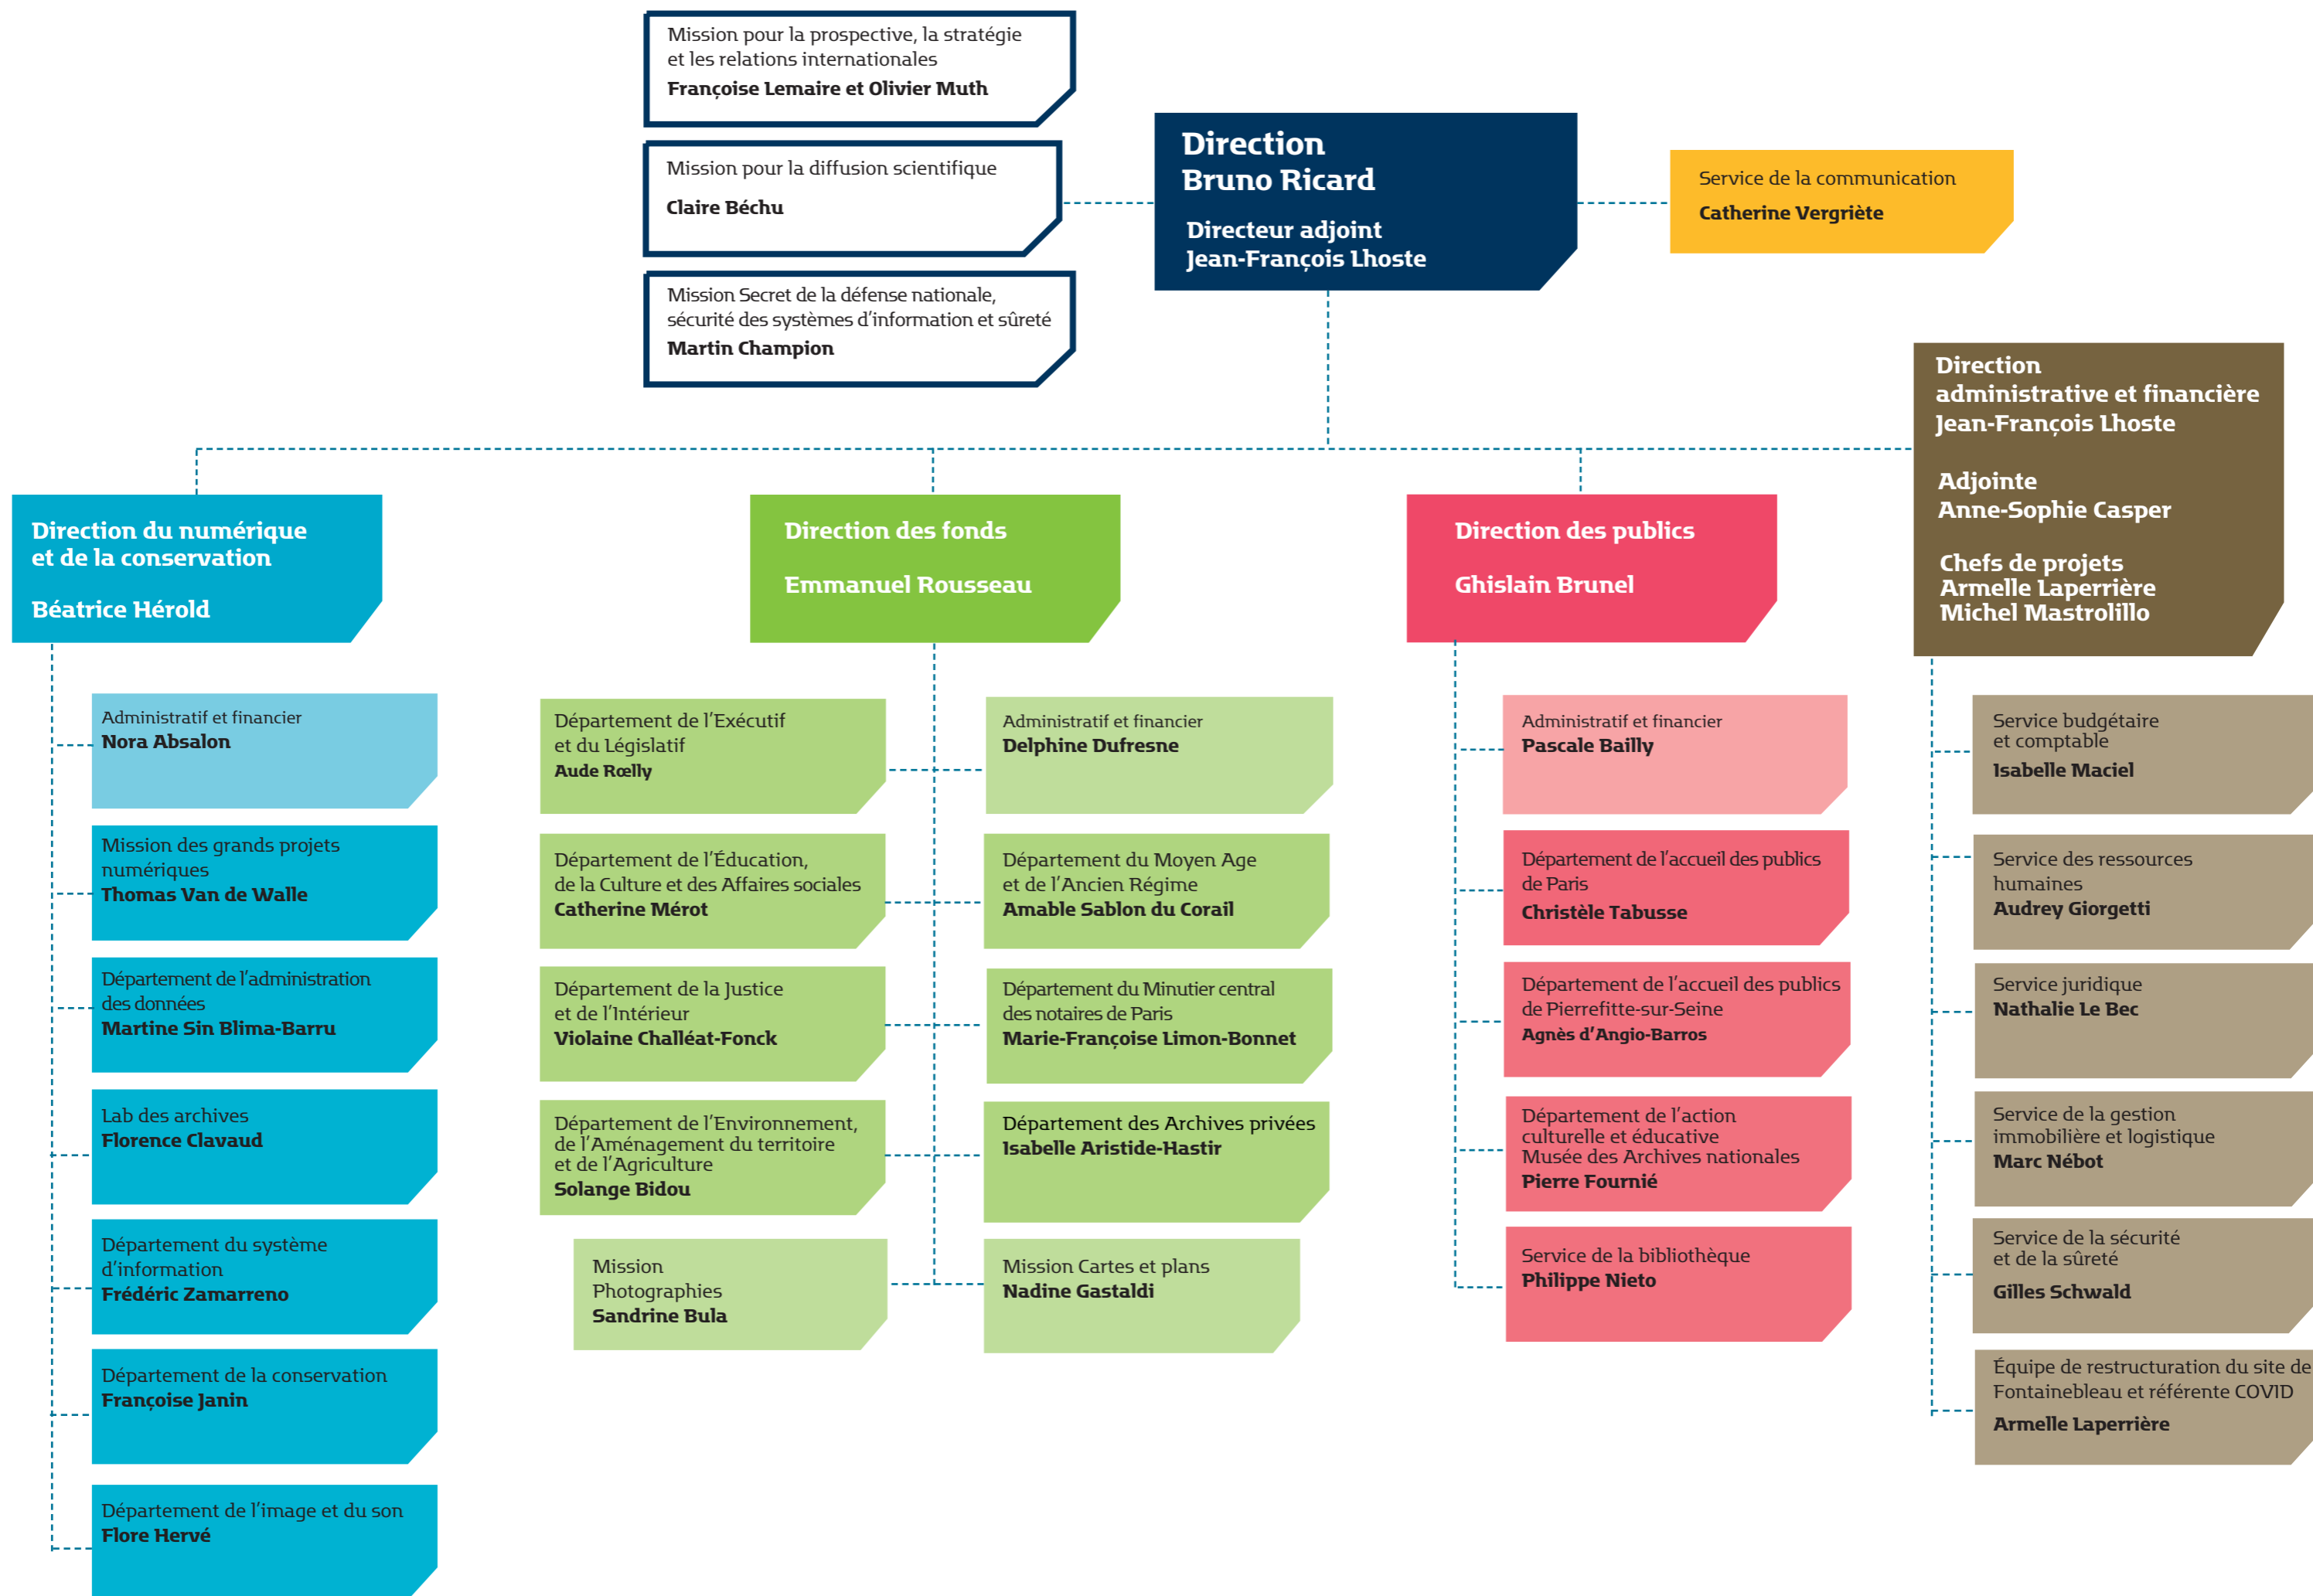 Mission pour la prospective, la stratégie
et les relations internationales
Françoise Lemaire et Olivier Muth
Mission pour la diffusion scientifique
Claire Béchu
Mission Secret de la défense nationale,
sécurité des systèmes d'information et sûreté
Martin Champion
Direction
Bruno Ricard
Directeur adjoint
Jean-François Lhoste
Service de la communication
Catherine Vergriète
Direction
administrative et financière
Jean-François Lhoste
Adjointe
Anne-Sophie Casper
Chefs de projets
Armelle Laperrière
Michel Mastrolillo
Direction du numérique
et de la conservation
Béatrice Hérold
Direction des fonds
Emmanuel Rousseau
Direction des publics
Ghislain Brunel
Administratif et financier
Nora Absalon
Mission des grands projets
numériques
Thomas Van de Walle
Département de l'administration
des données
Martine Sin Blima-Barru
Lab des archives
Florence Clavaud
Département du système
d'information
Frédéric Zamarreno
Département de la conservation
Françoise Janin
Département de l'image et du son
Flore Hervé
Département de l'Exécutif
et du Législatif
Aude Rœlly
Département de l'Éducation,
de la Culture et des Affaires sociales
Catherine Mérot
Département de la Justice
et de l'Intérieur
Violaine Challéat-Fonck
Département de l'Environnement,
de l'Aménagement du territoire
et de l'Agriculture
Solange Bidou
Mission
Photographies
Sandrine Bula
Administratif et financier
Delphine Dufresne
Département du Moyen Age
et de l'Ancien Régime
Amable Sablon du Corail
Département du Minutier central
des notaires de Paris
Marie-Françoise Limon-Bonnet
Département des Archives privées
Isabelle Aristide-Hastir
Mission Cartes et plans
Nadine Gastaldi
Administratif et financier
Pascale Bailly
Département de l'accueil des publics
de Paris
Christèle Tabusse
Département de l'accueil des publics
de Pierrefitte-sur-Seine
Agnès d'Angio-Barros
Département de l'action
culturelle et éducative
Musée des Archives nationales
Pierre Fournié
Service de la bibliothèque
Philippe Nieto
Service budgétaire
et comptable
Isabelle Maciel
Service des ressources
humaines
Audrey Giorgetti
Service juridique
Nathalie Le Bec
Service de la gestion
immobilière et logistique
Marc Nébot
Service de la sécurité
et de la sûreté
Gilles Schwald
Équipe de restructuration du site de
Fontainebleau et référente COVID
Armelle Laperrière